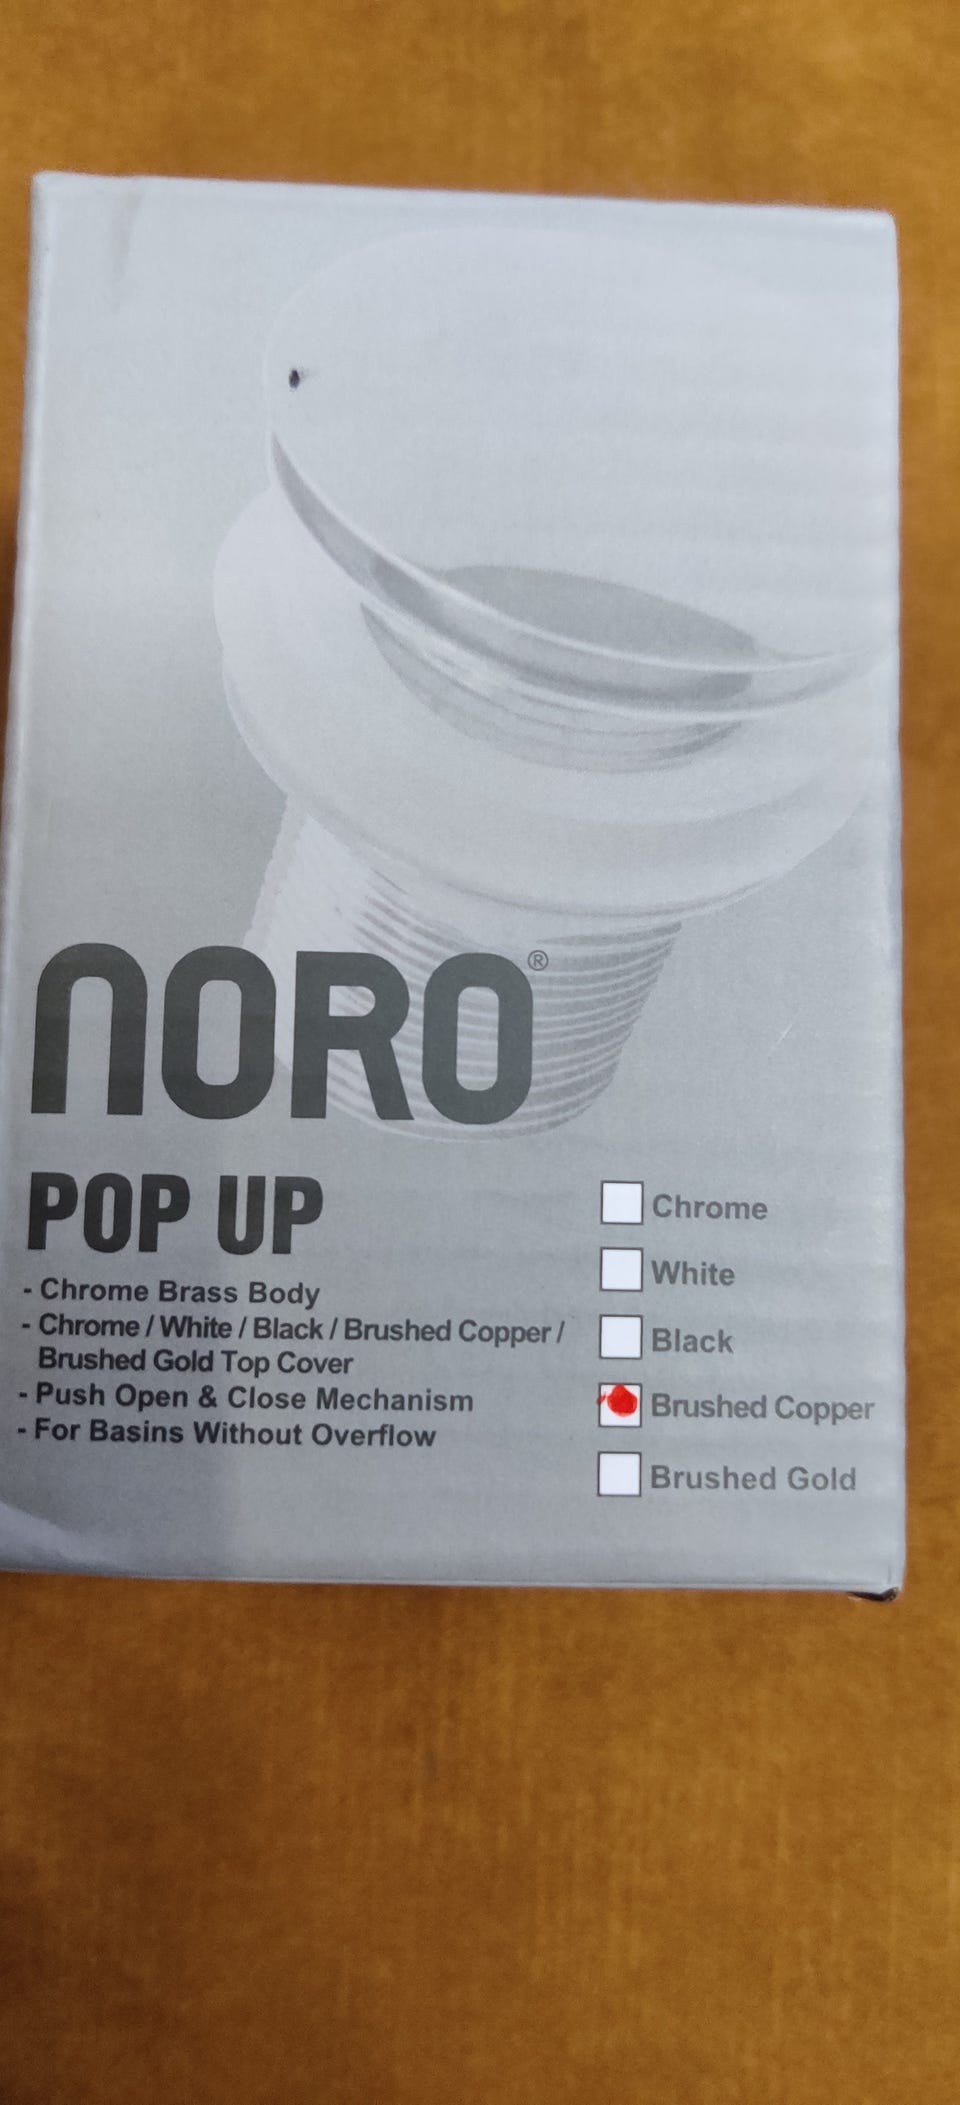 NORO®
POP UP
- Chrome Brass Body
- Chrome / White / Black / Brushed Copper /
Brushed Gold Top Cover
- Push Open & Close Mechanism
- For Basins Without Overflow
Chrome
White
Black
Brushed Copper
Brushed Gold